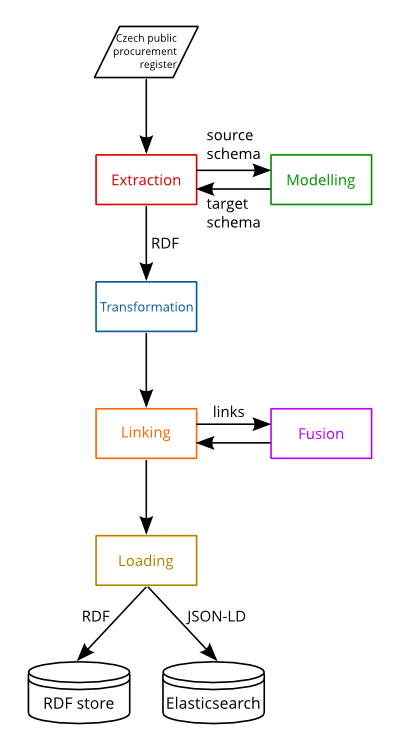 Czech public
procurement
register
source
schema
Extraction
Modelling
target
schema
RDF
Transformation
links
Linking
Fusion
Loading
RDF
JSON-LD
RDF store
Elasticsearch